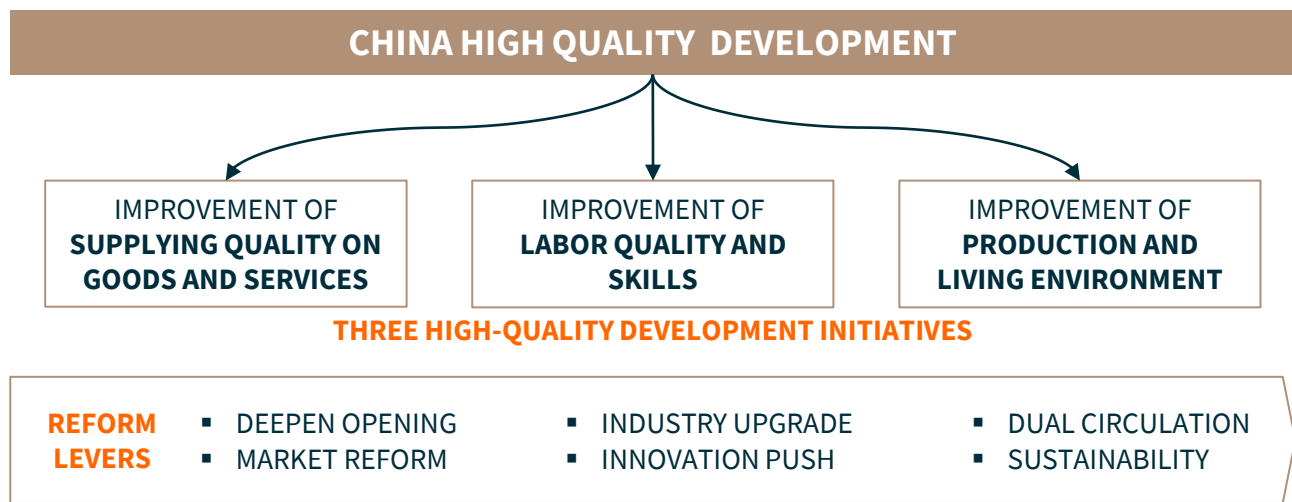 CHINA HIGH QUALITY DEVELOPMENT
IMPROVEMENT OF
SUPPLYING QUALITY ON
GOODS AND SERVICES
IMPROVEMENT OF
LABOR QUALITY AND
SKILLS
IMPROVEMENT OF
PRODUCTION AND
LIVING ENVIRONMENT
THREE HIGH-QUALITY DEVELOPMENT INITIATIVES
REFORM
LEVERS
▪ DEEPEN OPENING
▪ MARKET REFORM
▪ INDUSTRY UPGRADE
▪ INNOVATION PUSH
▪ DUAL CIRCULATION
▪ SUSTAINABILITY